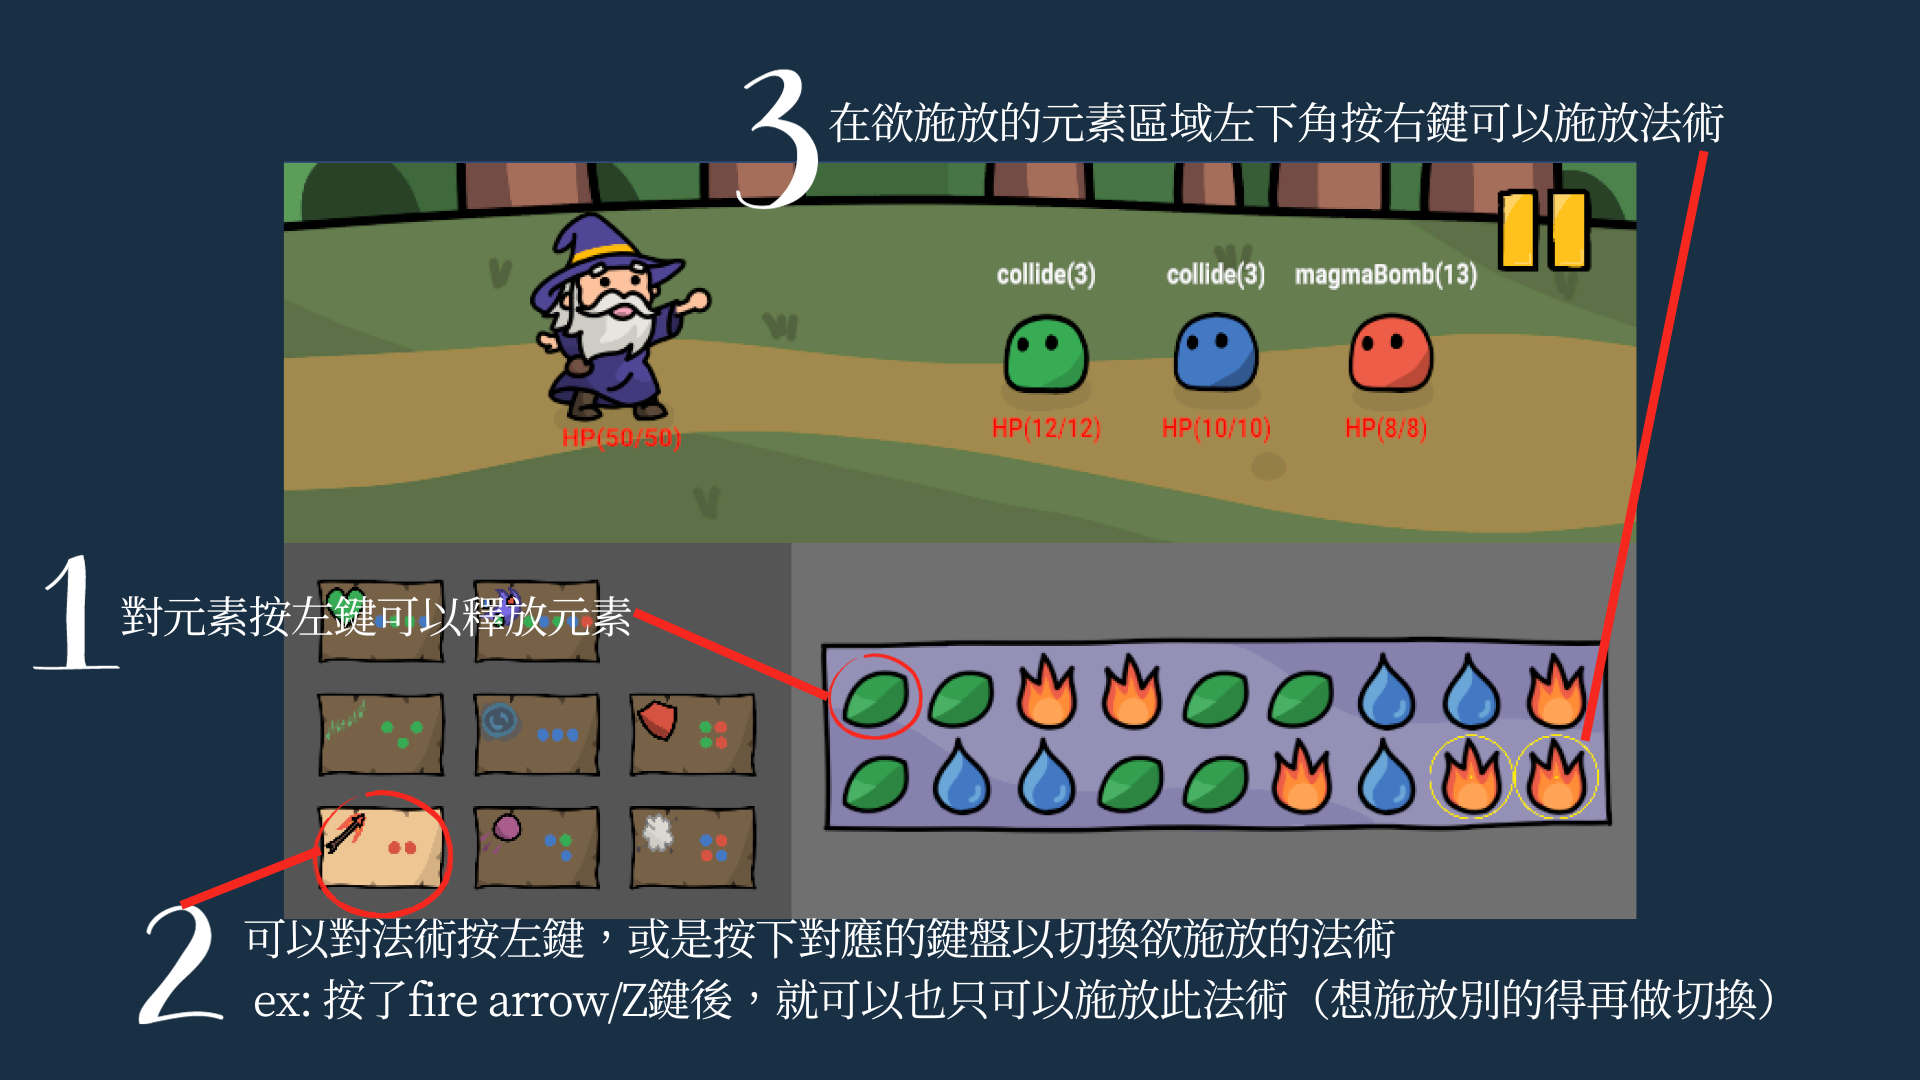 3
在欲施放的元素區域左下角按右鍵可以施放法術
collide(3)
collide(3)
magmaBomb(13)
HP(50/50)
HP(12/12)
HP(10/10)
HP(8/8)
1
對元素按左鍵可以釋放元素
2
可以對法術按左鍵，或是按下對應的鍵盤以切換欲施放的法術
ex: 按了fire arrow/Z鍵後，就可以也只可以施放此法術（想施放別的得再做切換）